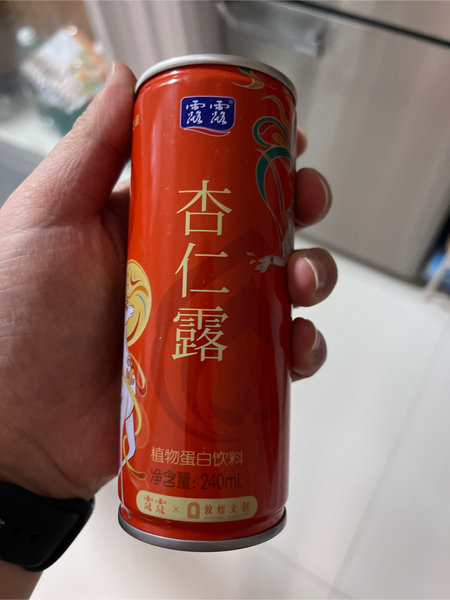 露露
杏仁露
植物蛋白饮料
净含量: 240mL
露露 × 敦煌文创